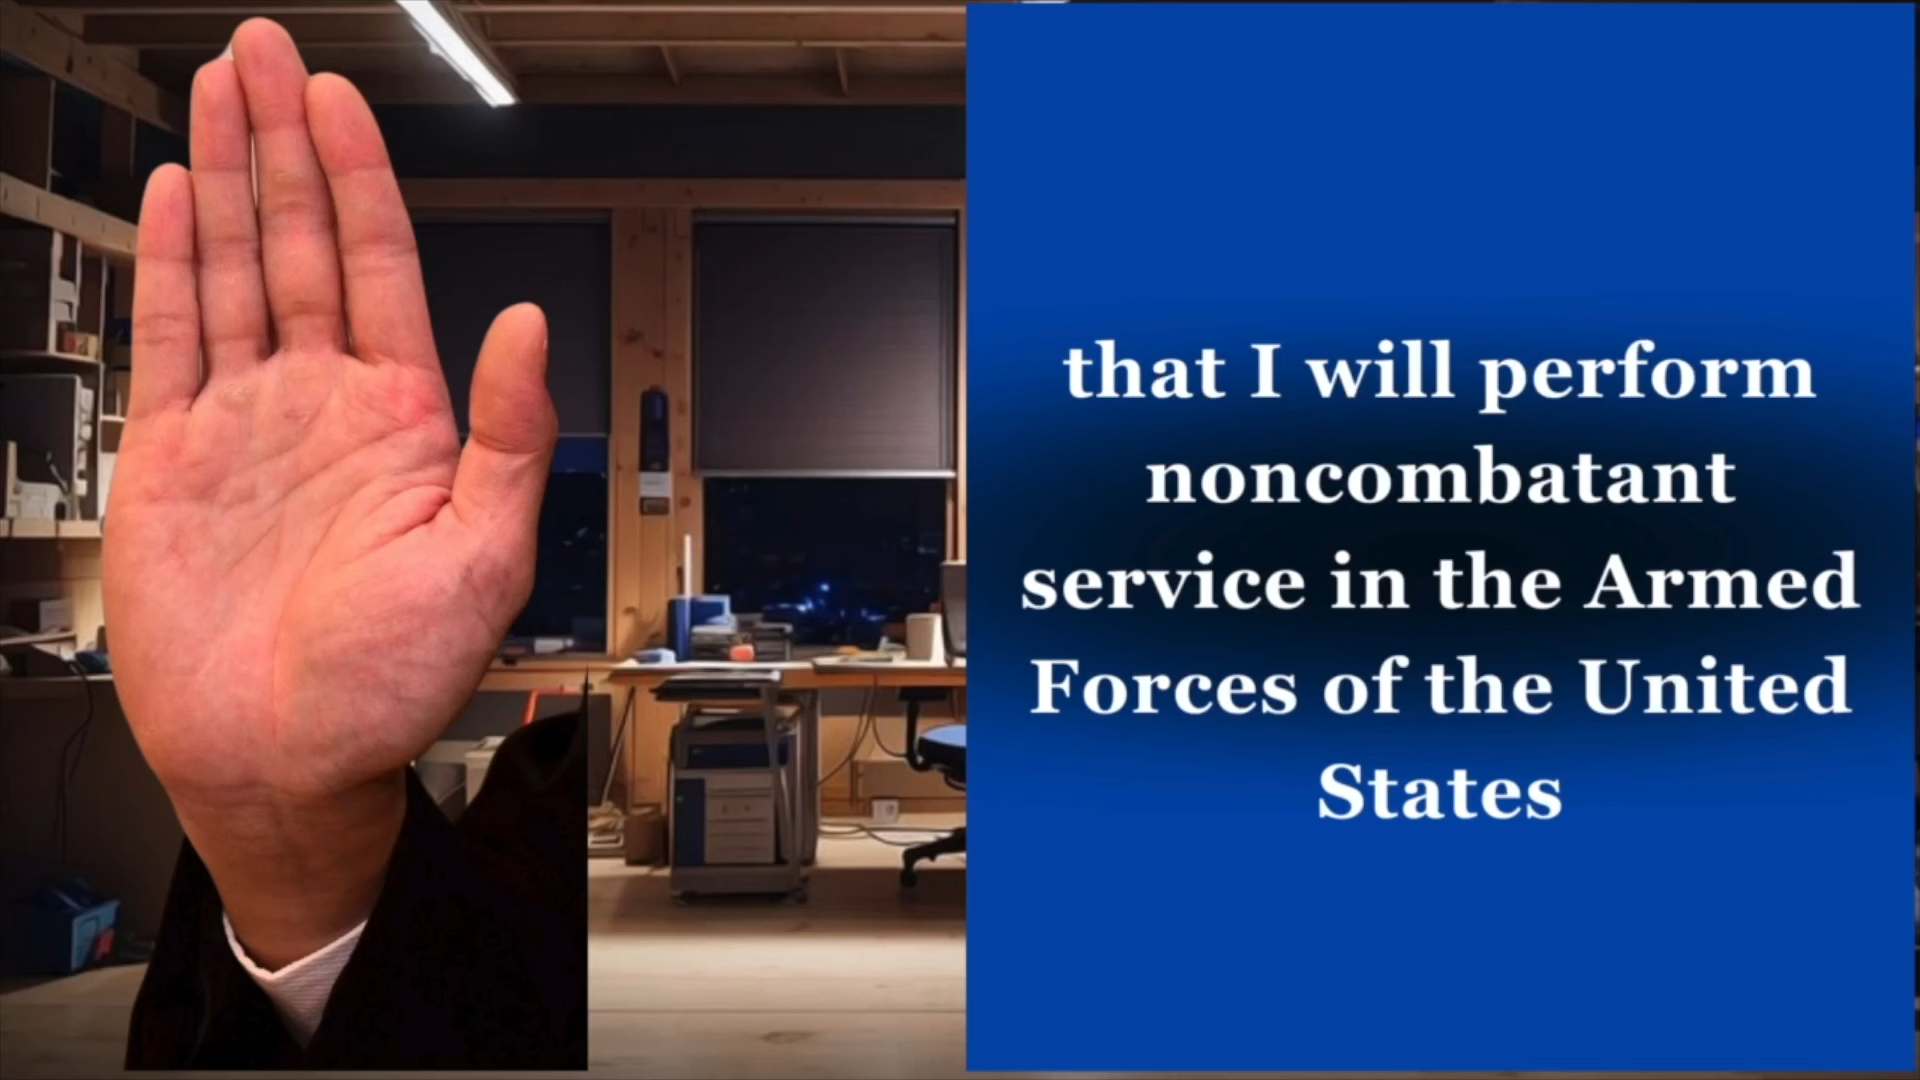 that I will perform
noncombatant
service in the Armed
Forces of the United
States